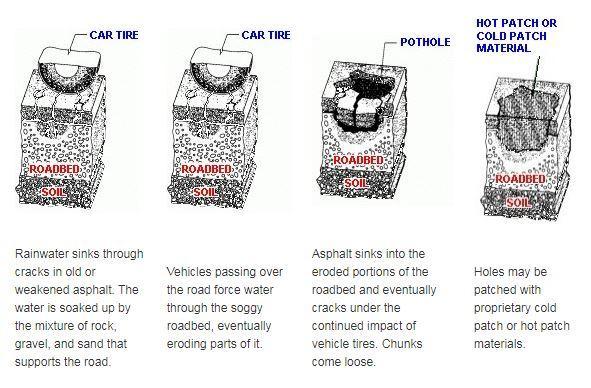 CAR TIRE
ROADBED
SOIL
CAR TIRE
ROADBED
SOIL
POTHOLE
ROADBED
SOIL
HOT PATCH OR
COLD PATCH
MATERIAL
ROADBED
SOIL
Rainwater sinks through
cracks in old or
weakened asphalt. The
water is soaked up by
the mixture of rock,
gravel, and sand that
supports the road.
Vehicles passing over
the road force water
through the soggy
roadbed, eventually
eroding parts of it.
Asphalt sinks into the
eroded portions of the
roadbed and eventually
cracks under the
continued impact of
vehicle tires. Chunks
come loose.
Holes may be
patched with
proprietary cold
patch or hot patch
materials.